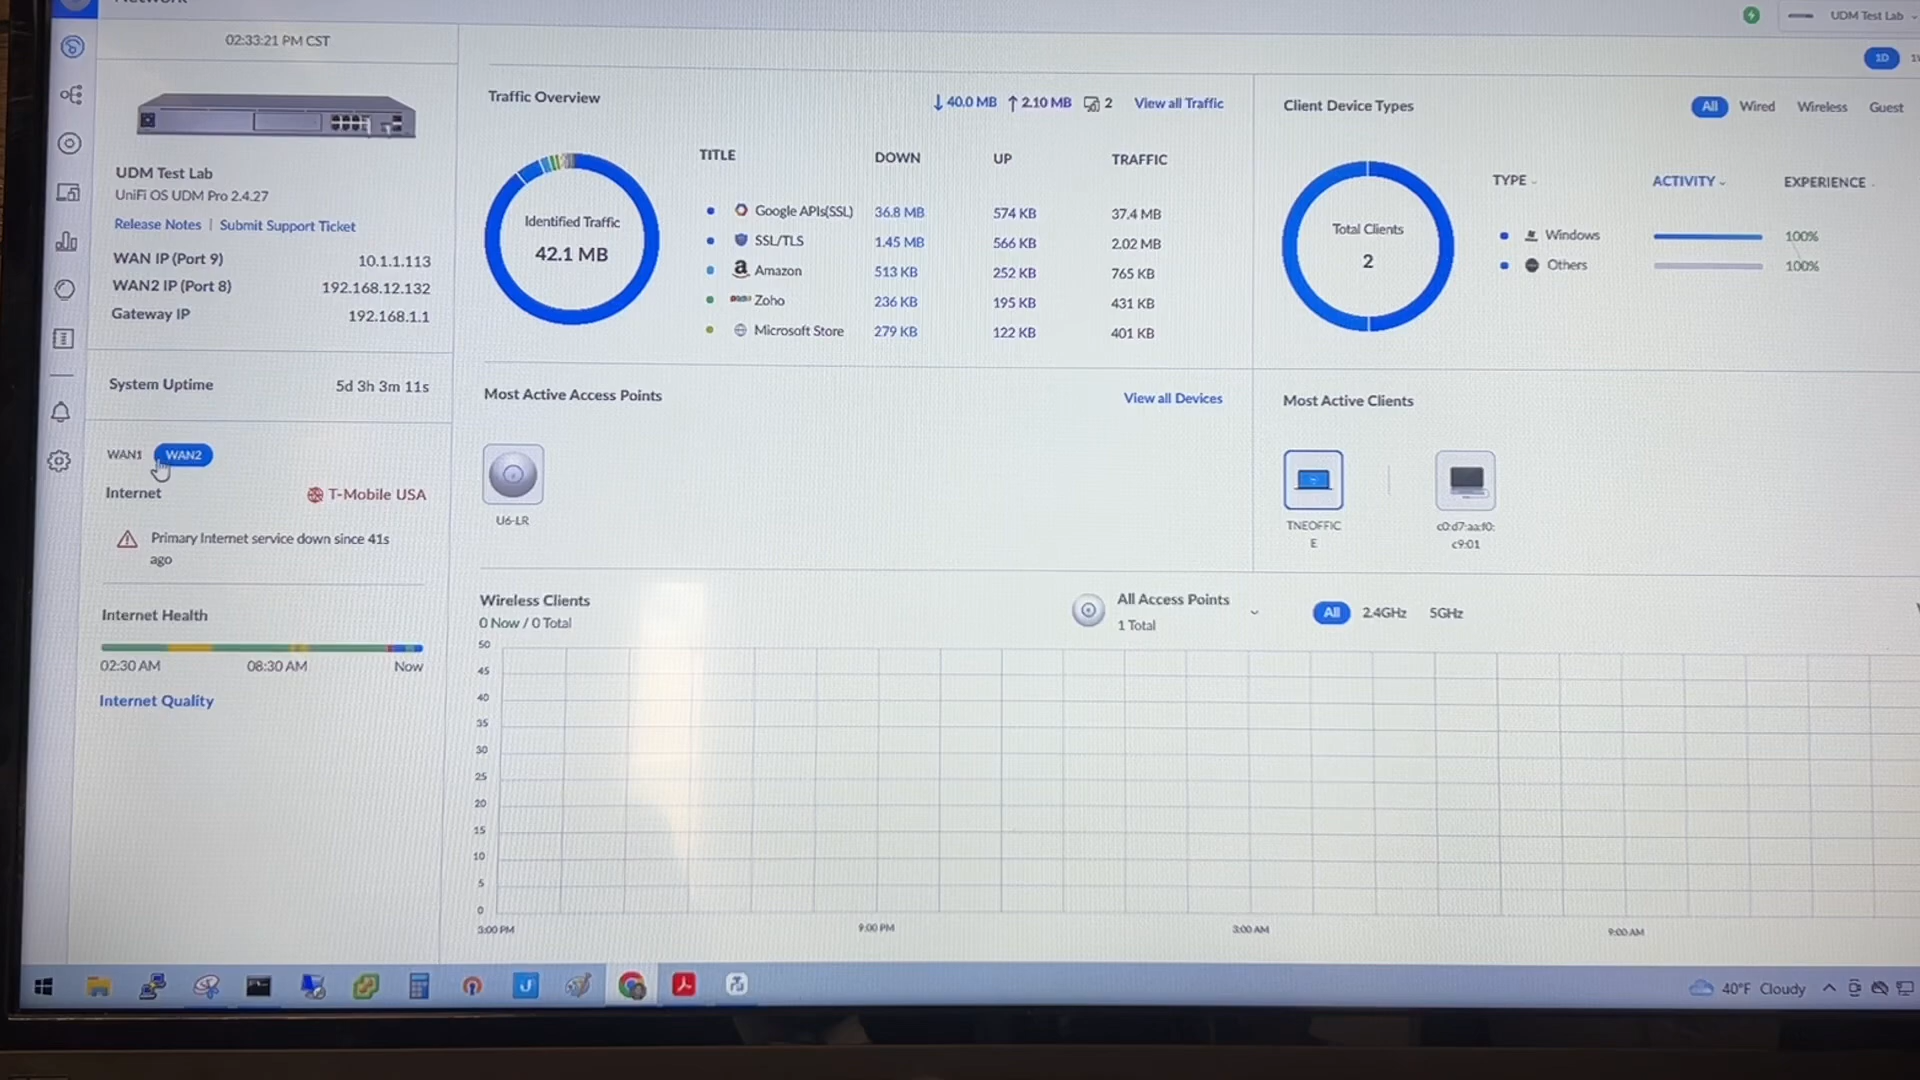 02:33:21 PM CST
UDM Test Lab
1D
UDM Test Lab
UniFi OS UDM Pro 2.4.27
Release Notes | Submit Support Ticket
WAN IP (Port 9) 10.1.1.113
WAN2 IP (Port 8) 192.168.12.132
Gateway IP 192.168.1.1
System Uptime 5d 3h 3m 11s
WAN1 WAN2
Internet T-Mobile USA
Primary Internet service down since 41s
ago
Internet Health
02:30 AM 08:30 AM Now
Internet Quality
Traffic Overview
40.0 MB 2.10 MB 2 View all Traffic
Identified Traffic
42.1 MB
TITLE DOWN UP TRAFFIC
Google APIs(SSL) 36.8 MB 574 KB 37.4 MB
SSL/TLS 1.45 MB 566 KB 2.02 MB
a Amazon 513 KB 252 KB 765 KB
Zoho 236 KB 195 KB 431 KB
Microsoft Store 279 KB 122 KB 401 KB
Client Device Types
All Wired Wireless Guest
Total Clients
2
TYPE ACTIVITY EXPERIENCE
Windows 100%
Others 100%
Most Active Access Points
View all Devices
U6-LR
Most Active Clients
TNEOFFIC
E
c0:d7:aa:f0:
c9:01
Wireless Clients
0 Now / 0 Total
All Access Points
1 Total
All 2.4GHz 5GHz
50
45
40
35
30
25
20
15
10
5
0
3:00 PM 9:00 PM 3:00 AM 9:00 AM
40°F Cloudy